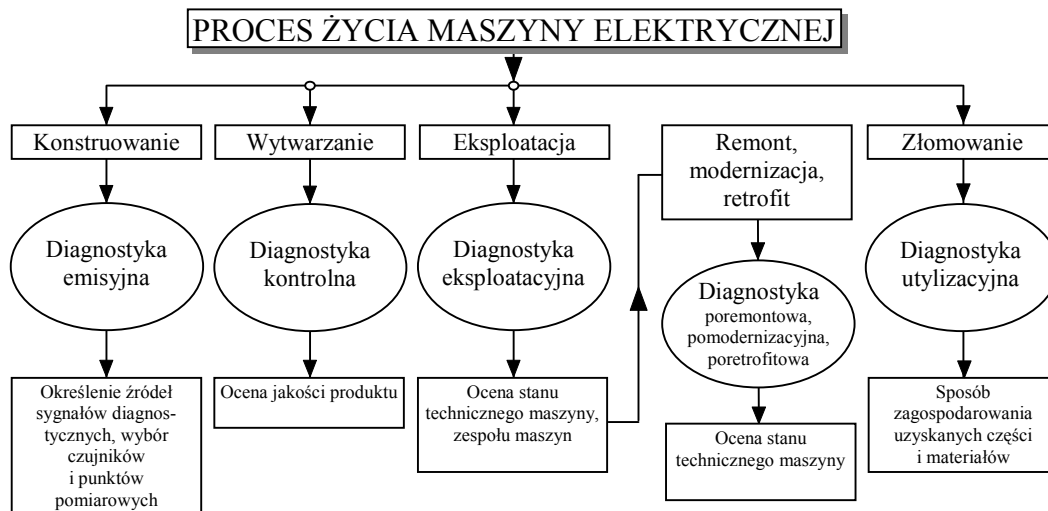 PROCES ŻYCIA MASZYNY ELEKTRYCZNEJ
Konstruowanie
Diagnostyka
emisyjna
Określenie źródeł
sygnałów diagnos-
tycznych, wybór
czujników
i punktów
pomiarowych
Wytwarzanie
Diagnostyka
kontrolna
Ocena jakości produktu
Eksploatacja
Diagnostyka
eksploatacyjna
Ocena stanu
technicznego maszyny,
zespołu maszyn
Remont,
modernizacja,
retrofit
Diagnostyka
poremontowa,
pomodernizacyjna,
poretrofitowa
Ocena stanu
technicznego maszyny
Złomowanie
Diagnostyka
utylizacyjna
Sposób
zagospodarowania
uzyskanych części
i materiałów